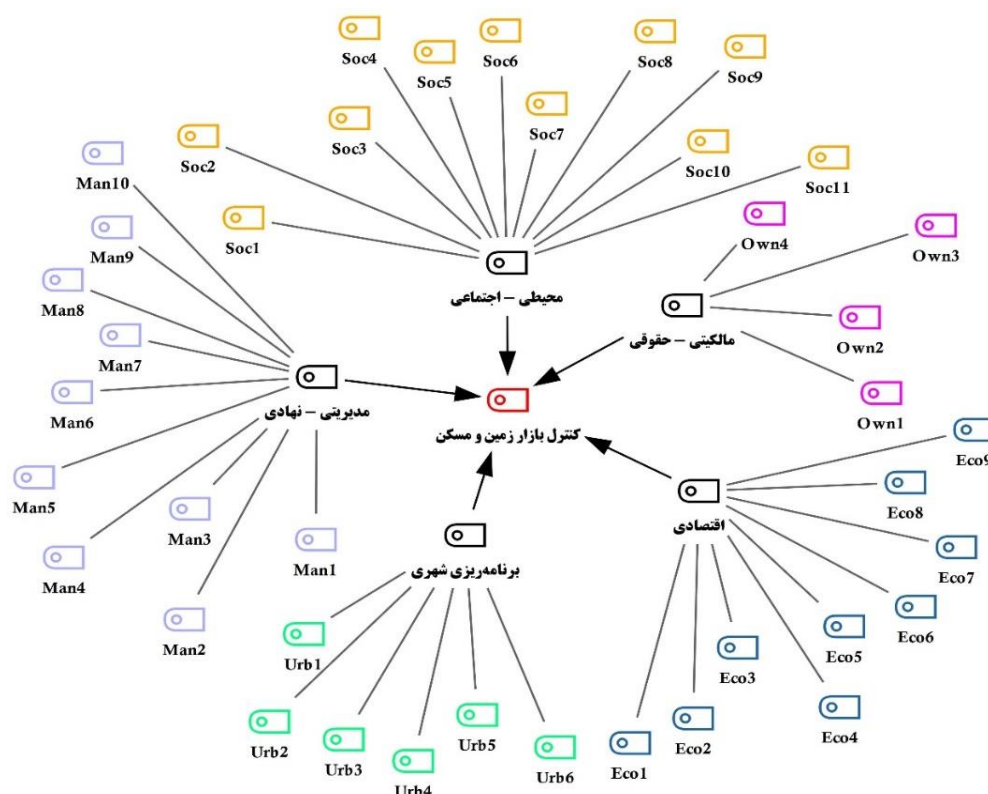 Soc4
Soc5
Soc6
Soc8
Soc9
Soc2
Soc3
Soc7
Soc10
Soc11
Soc1
Man10
Man9
Man8
Man7
Man6
Man5
Man4
Man3
Man2
Man1
Own4
Own3
Own2
Own1
محیطی – اجتماعی
مالکیتی – حقوقی
مدیریتی – نهادی
کنترل بازار زمین و مسکن
برنامه‌ریزی شهری
اقتصادی
Eco9
Eco8
Eco7
Eco6
Eco5
Eco4
Eco3
Eco2
Eco1
Urb1
Urb2
Urb3
Urb4
Urb5
Urb6